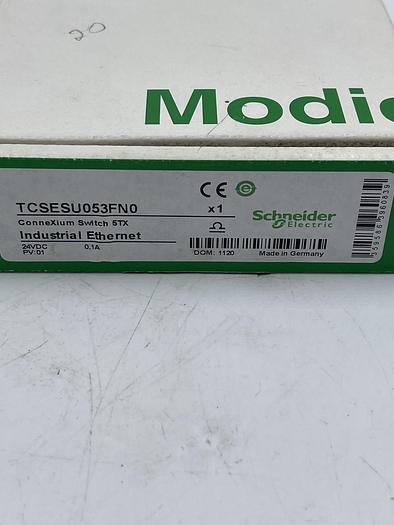 20
Modic
TCSESU053FN0
x1
ConneXium Switch 5TX
Industrial Ethernet
24VDC 0,1A
PV:01
CE
Schneider
Electric
DOM: 1120
Made in Germany